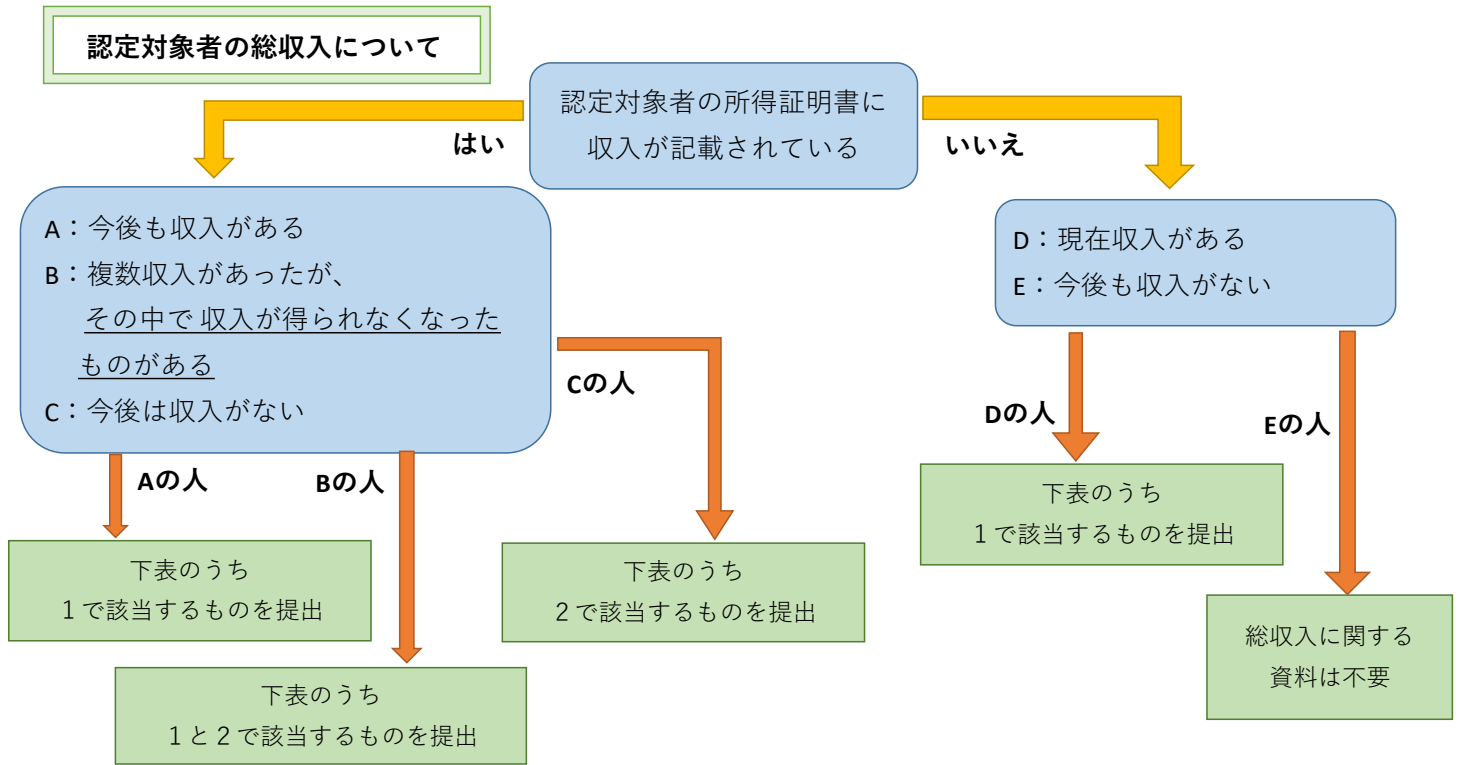 認定対象者の総収入について
認定対象者の所得証明書に
収入が記載されている
はい
いいえ
A：今後も収入がある
B：複数収入があったが、
その中で 収入が得られなくなった
ものがある
C：今後は収入がない
D：現在収入がある
E：今後も収入がない
Aの人
Bの人
Cの人
Dの人
Eの人
下表のうち
１で該当するものを提出
下表のうち
１と２で該当するものを提出
下表のうち
２で該当するものを提出
下表のうち
１で該当するものを提出
総収入に関する
資料は不要